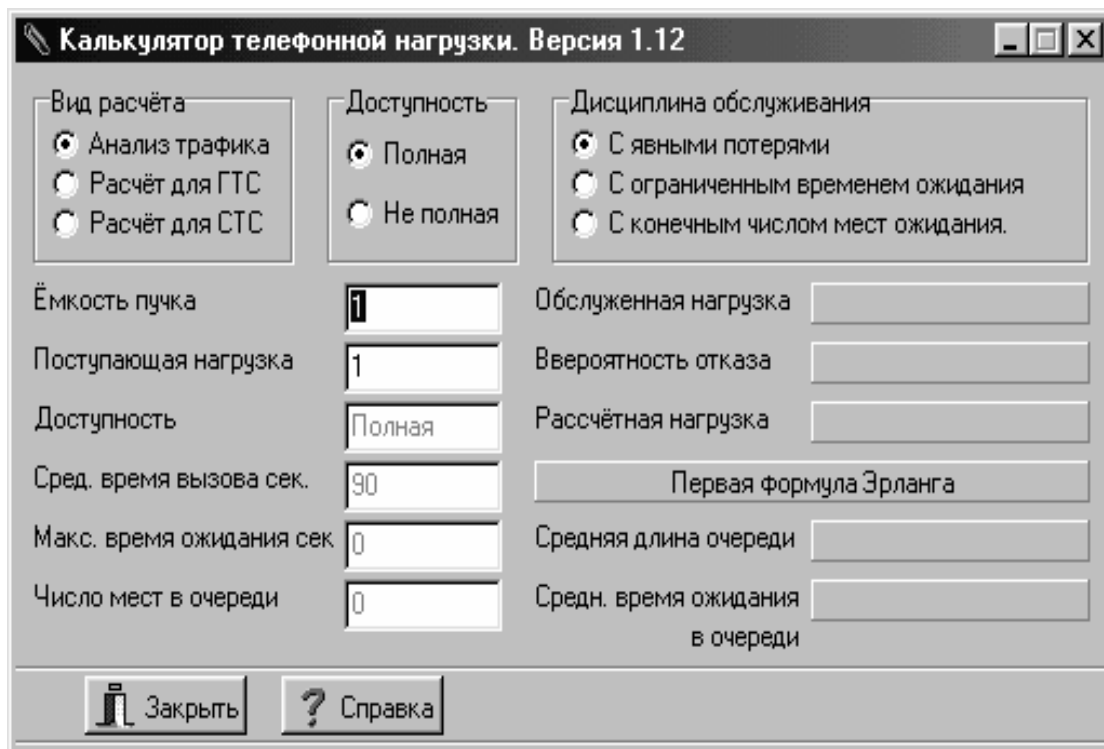 Калькулятор телефонной нагрузки. Версия 1.12
Вид расчёта
Анализ трафика
Расчёт для ГТС
Расчёт для СТС
Доступность
Полная
Не полная
Дисциплина обслуживания
С явными потерями
С ограниченным временем ожидания
С конечным числом мест ожидания.
Ёмкость пучка 1
Поступающая нагрузка 1
Доступность Полная
Сред. время вызова сек. 90
Макс. время ожидания сек 0
Число мест в очереди 0
Обслуженная нагрузка
Ввероятность отказа
Рассчётная нагрузка
Первая формула Эрланга
Средняя длина очереди
Средн. время ожидания
в очереди
Закрыть
? Справка